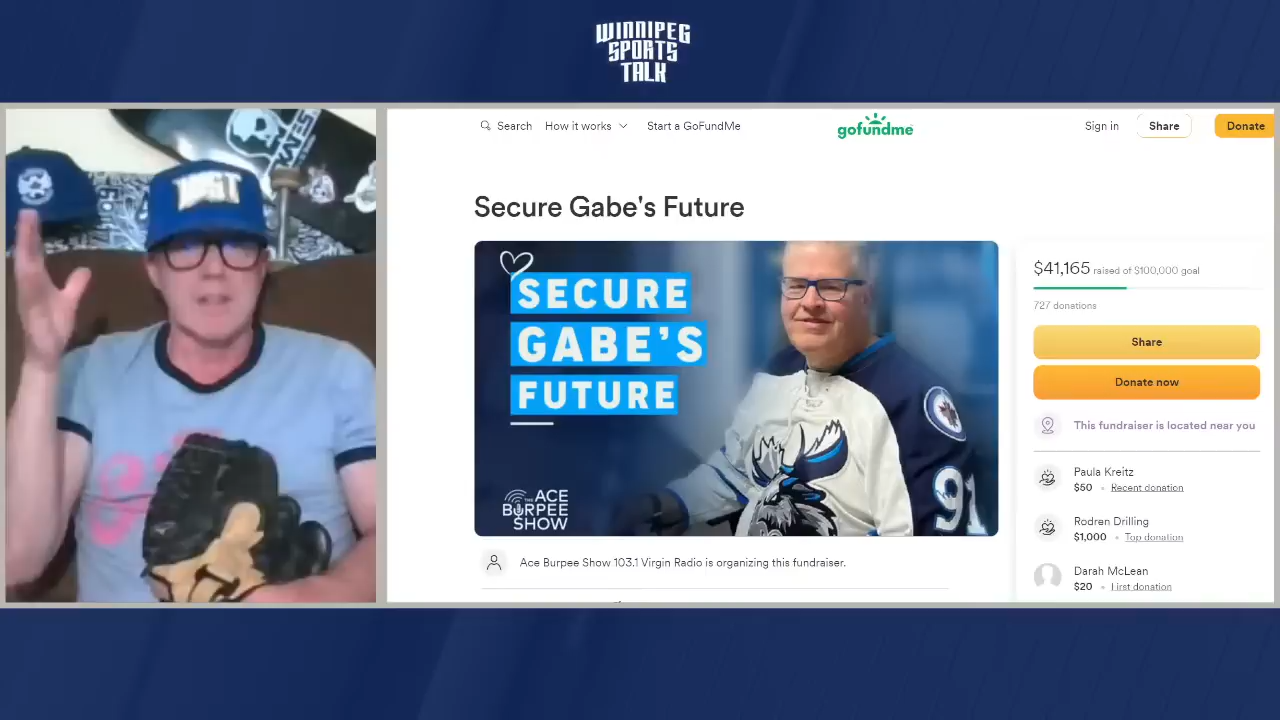 WINNIPEG
SPORTS
TALK
WST
Search How it works Start a GoFundMe
gofundme
Sign in Share Donate
Secure Gabe's Future
SECURE
GABE'S
FUTURE
THE ACE
BURPEE
SHOW
91
$41,165 raised of $100,000 goal
727 donations
Share
Donate now
This fundraiser is located near you
Paula Kreitz
$50 • Recent donation
Rodren Drilling
$1,000 • Top donation
Darah McLean
$20 • First donation
Ace Burpee Show 103.1 Virgin Radio is organizing this fundraiser.